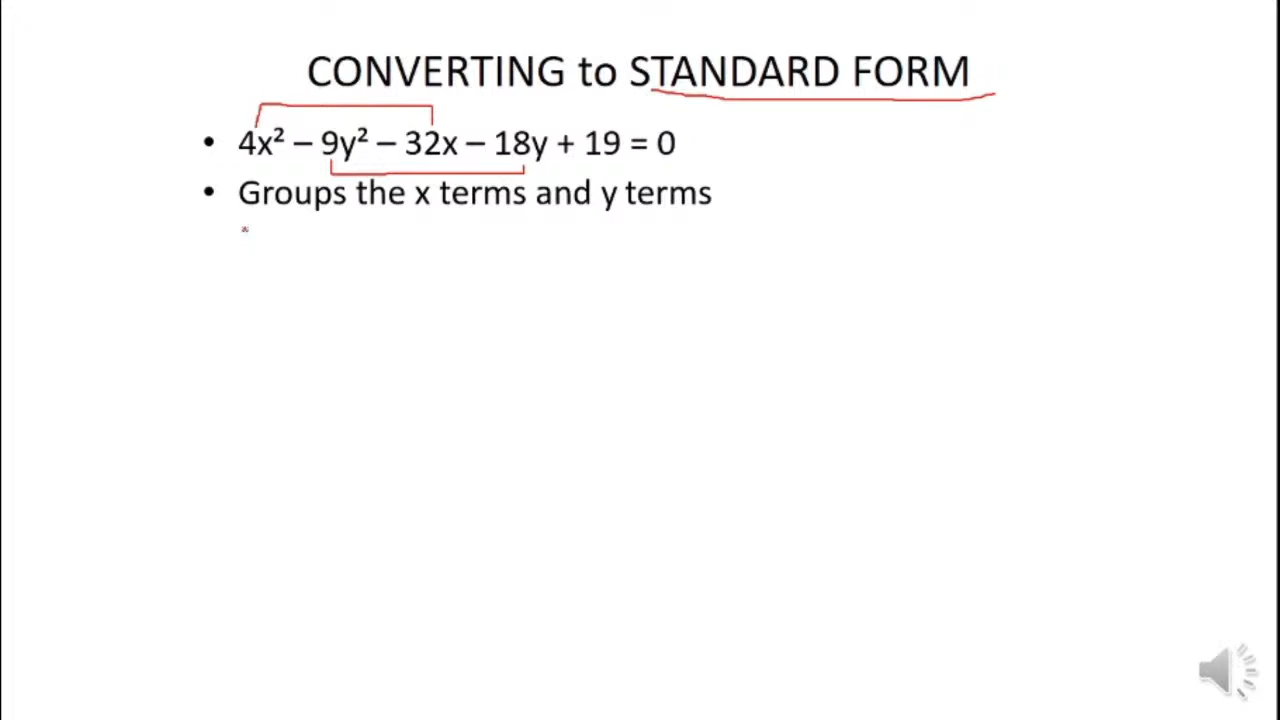 CONVERTING to STANDARD FORM
• 4x² – 9y² – 32x – 18y + 19 = 0
• Groups the x terms and y terms